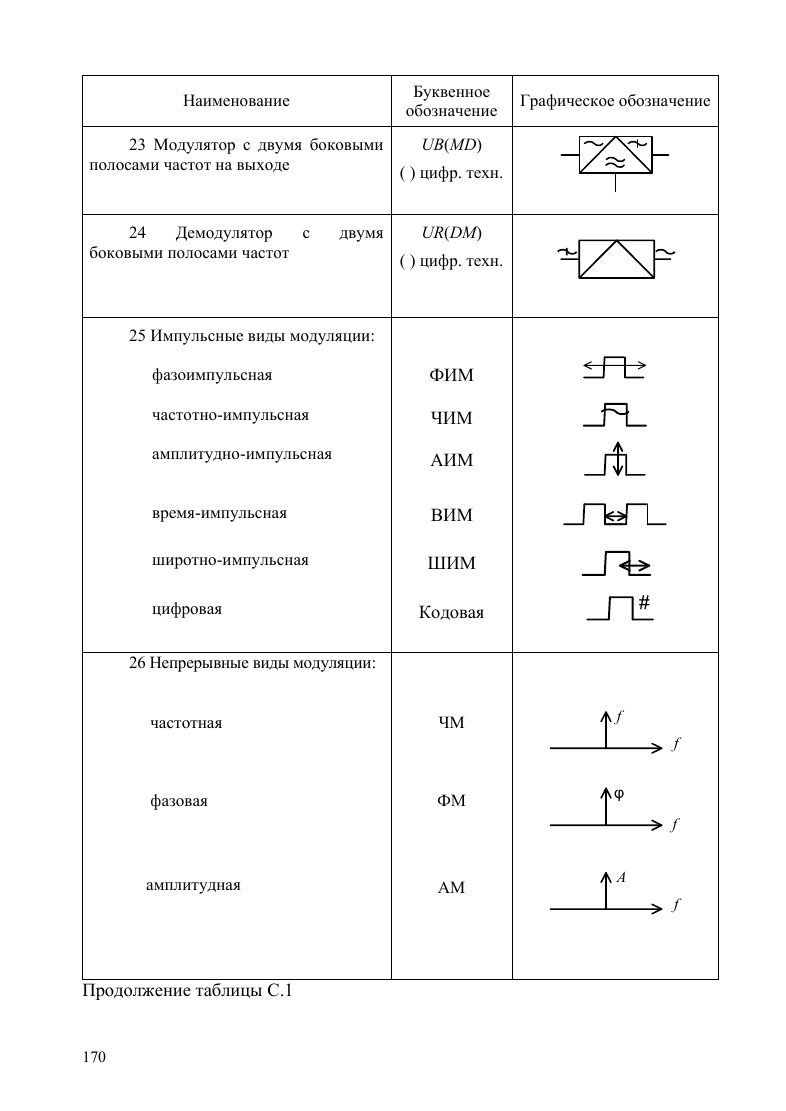 Наименование
Буквенное
обозначение
Графическое обозначение
23 Модулятор с двумя боковыми
полосами частот на выходе
UB(MD)
( ) цифр. техн.
24 Демодулятор с двумя
боковыми полосами частот
UR(DM)
( ) цифр. техн.
25 Импульсные виды модуляции:
фазоимпульсная
ФИМ
частотно-импульсная
ЧИМ
амплитудно-импульсная
АИМ
время-импульсная
ВИМ
широтно-импульсная
ШИМ
цифровая
Кодовая
#
26 Непрерывные виды модуляции:
частотная
ЧМ
f
f
фазовая
ФМ
φ
f
амплитудная
АМ
A
f
Продолжение таблицы С.1
170